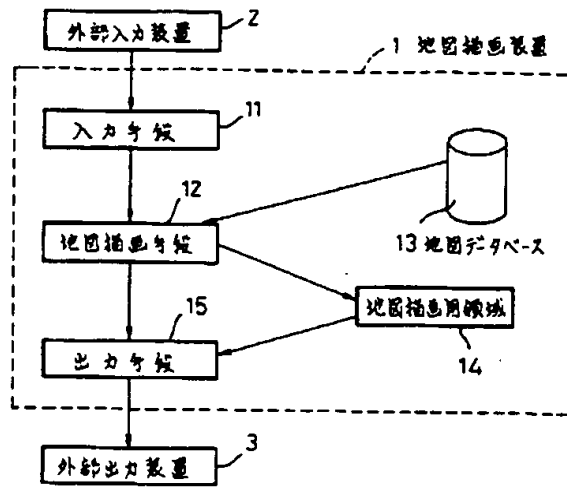 外部入力装置
2
1 地図描画装置
入力手段
11
12
地図描画手段
13 地図データベース
15
地図描画用領域
14
出力手段
外部出力装置
3